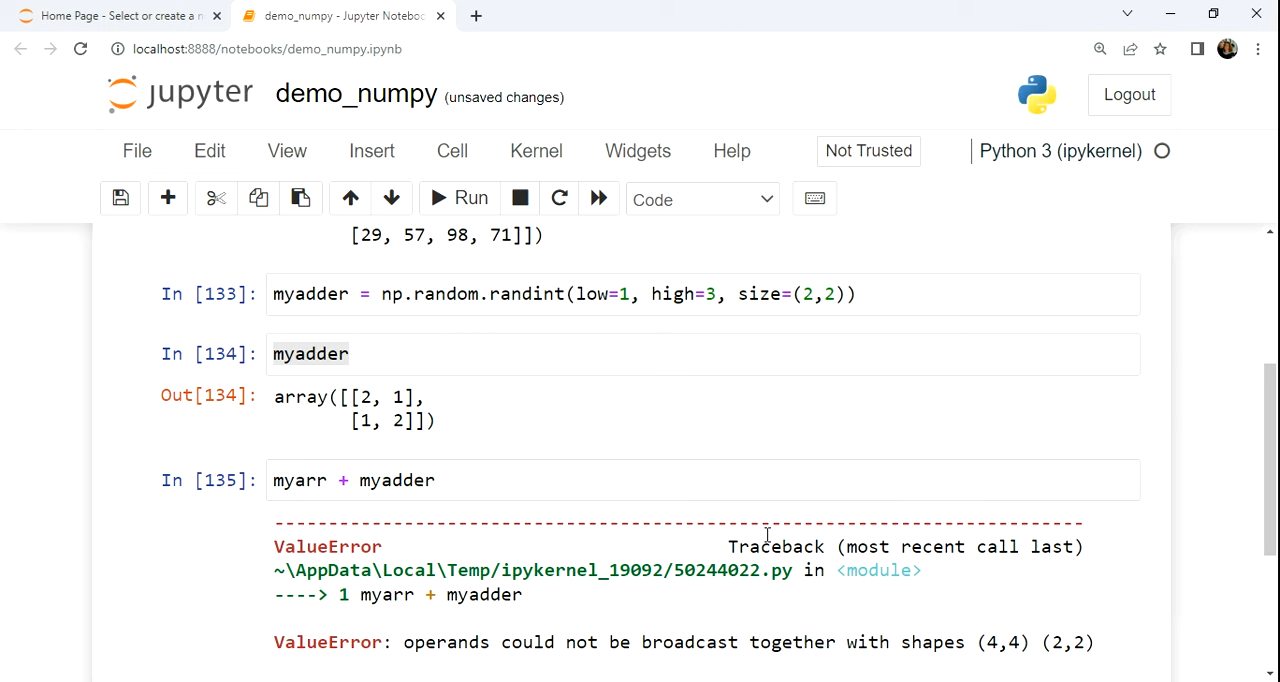 Home Page - Select or create a n
demo_numpy - Jupyter Noteboo
localhost:8888/notebooks/demo_numpy.ipynb
jupyter demo_numpy (unsaved changes)
Logout
File Edit View Insert Cell Kernel Widgets Help Not Trusted Python 3 (ipykernel)
Run Code
[29, 57, 98, 71]])
In [133]: myadder = np.random.randint(low=1, high=3, size=(2,2))
In [134]: myadder
Out[134]: array([[2, 1],
[1, 2]])
In [135]: myarr + myadder
---------------------------------------------------------------------------
ValueError Traceback (most recent call last)
~\AppData\Local\Temp/ipykernel_19092/50244022.py in <module>
----> 1 myarr + myadder
ValueError: operands could not be broadcast together with shapes (4,4) (2,2)